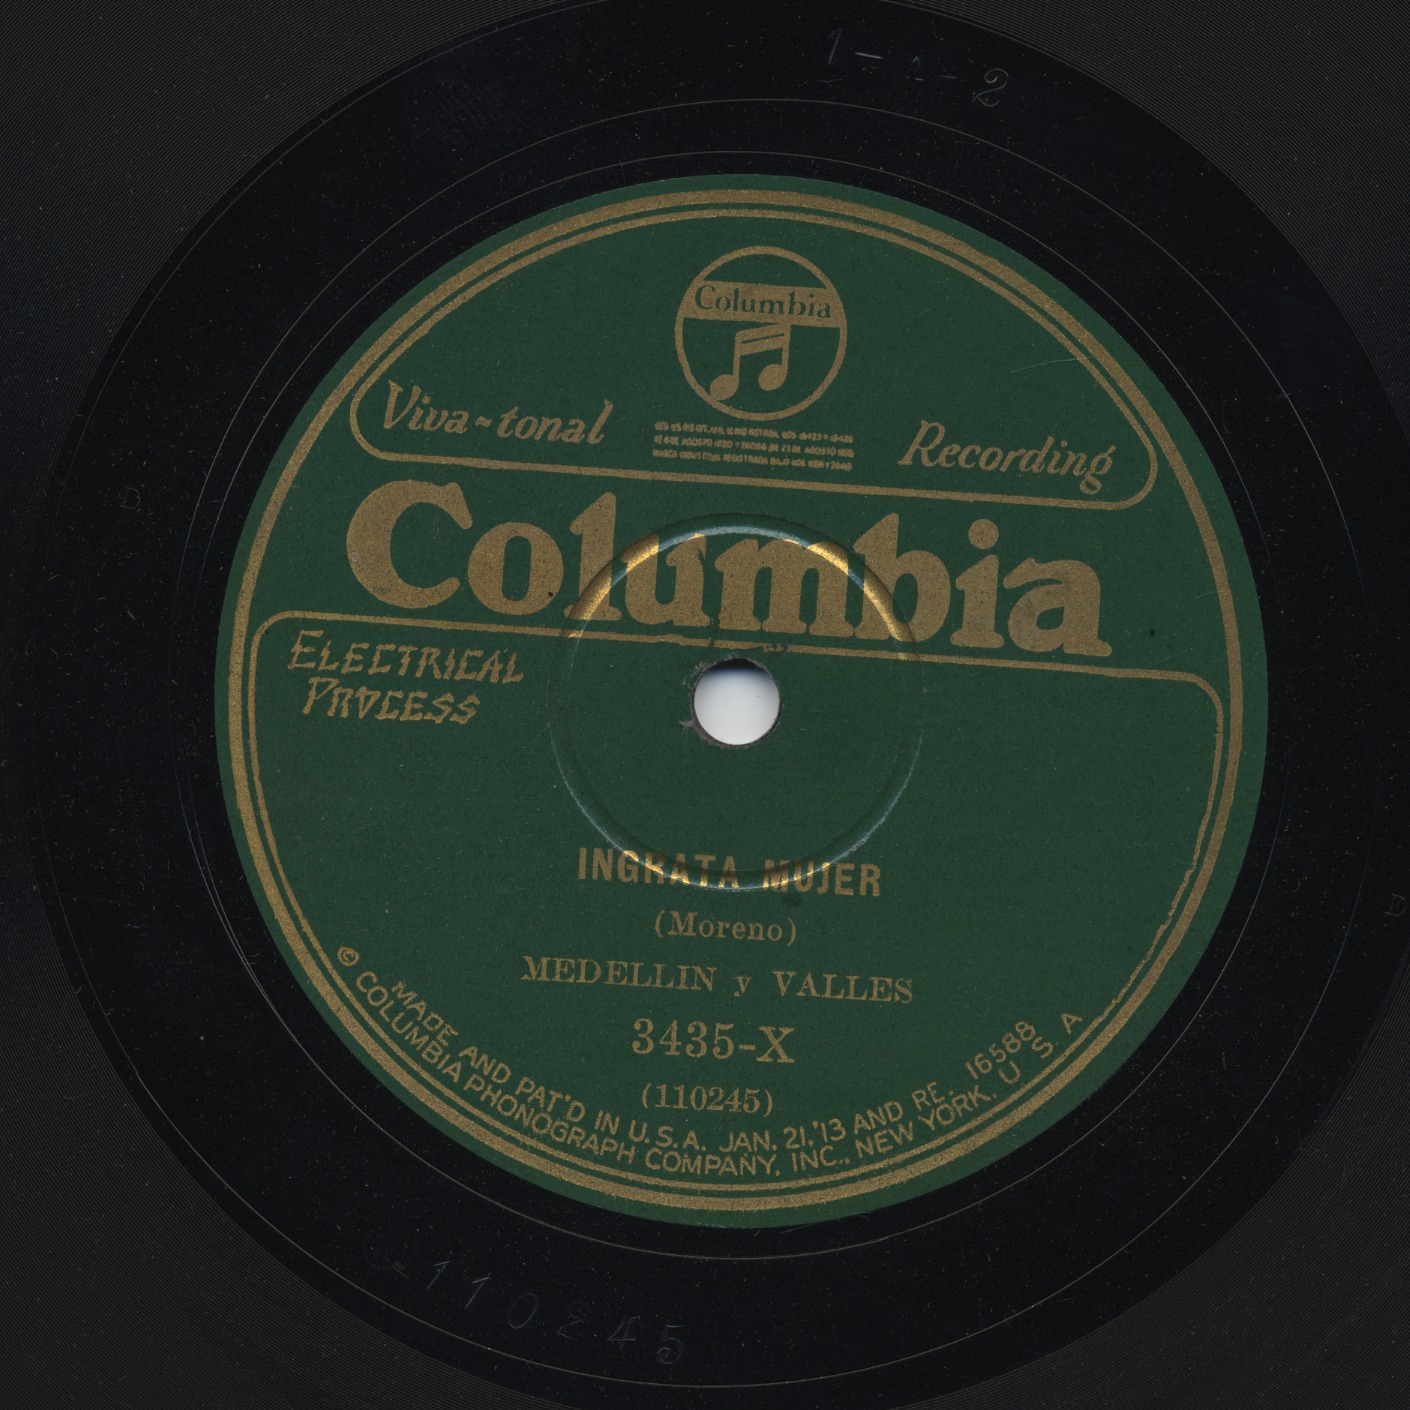 1-A-2
Columbia
Viva-tonal Recording
Columbia
ELECTRICAL
PROCESS
INGRATA MUJER
(Moreno)
MEDELLIN y VALLES
3435-X
(110245)
MADE AND PAT'D IN U.S.A. JAN. 21,'13 AND RE. 16588
© COLUMBIA PHONOGRAPH COMPANY, INC., NEW YORK. U S. A
110245